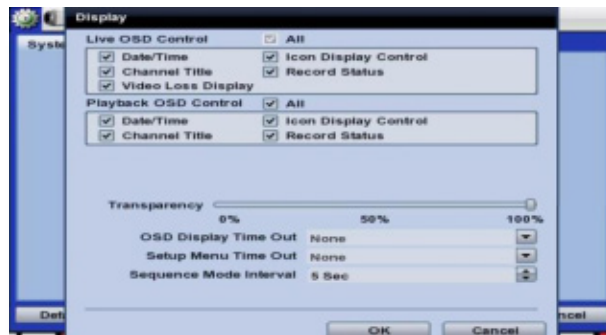 Display
Syste
Live OSD Control All
Date/Time Icon Display Control
Channel Title Record Status
Video Loss Display
Playback OSD Control All
Date/Time Icon Display Control
Channel Title Record Status
Transparency
0% 50% 100%
OSD Display Time Out None
Setup Menu Time Out None
Sequence Mode Interval 5 Sec
Defa ncel
OK Cancel